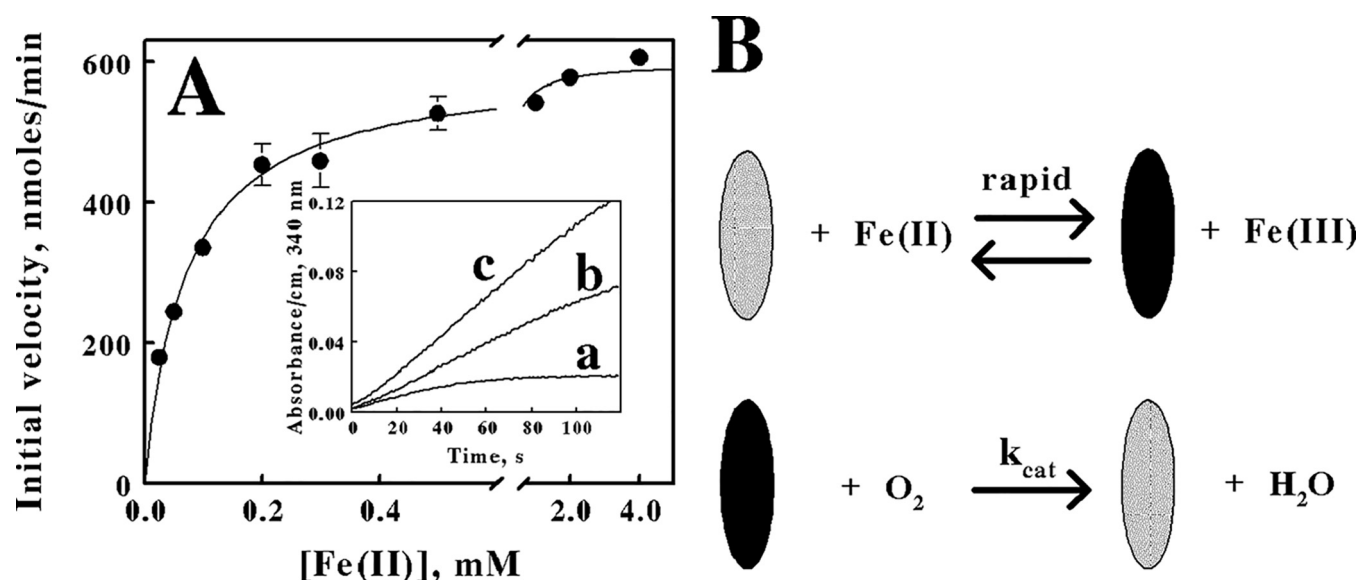 A
B
Initial velocity, nmoles/min
600
400
200
0
0.0
0.2
0.4
2.0
4.0
[Fe(II)], mM
Absorbance/cm, 340 nm
0.12
0.08
0.04
0.00
0
20
40
60
80
100
Time, s
c
b
a
rapid
+ Fe(II)
+ Fe(III)
+ O₂
kcat
+ H₂O